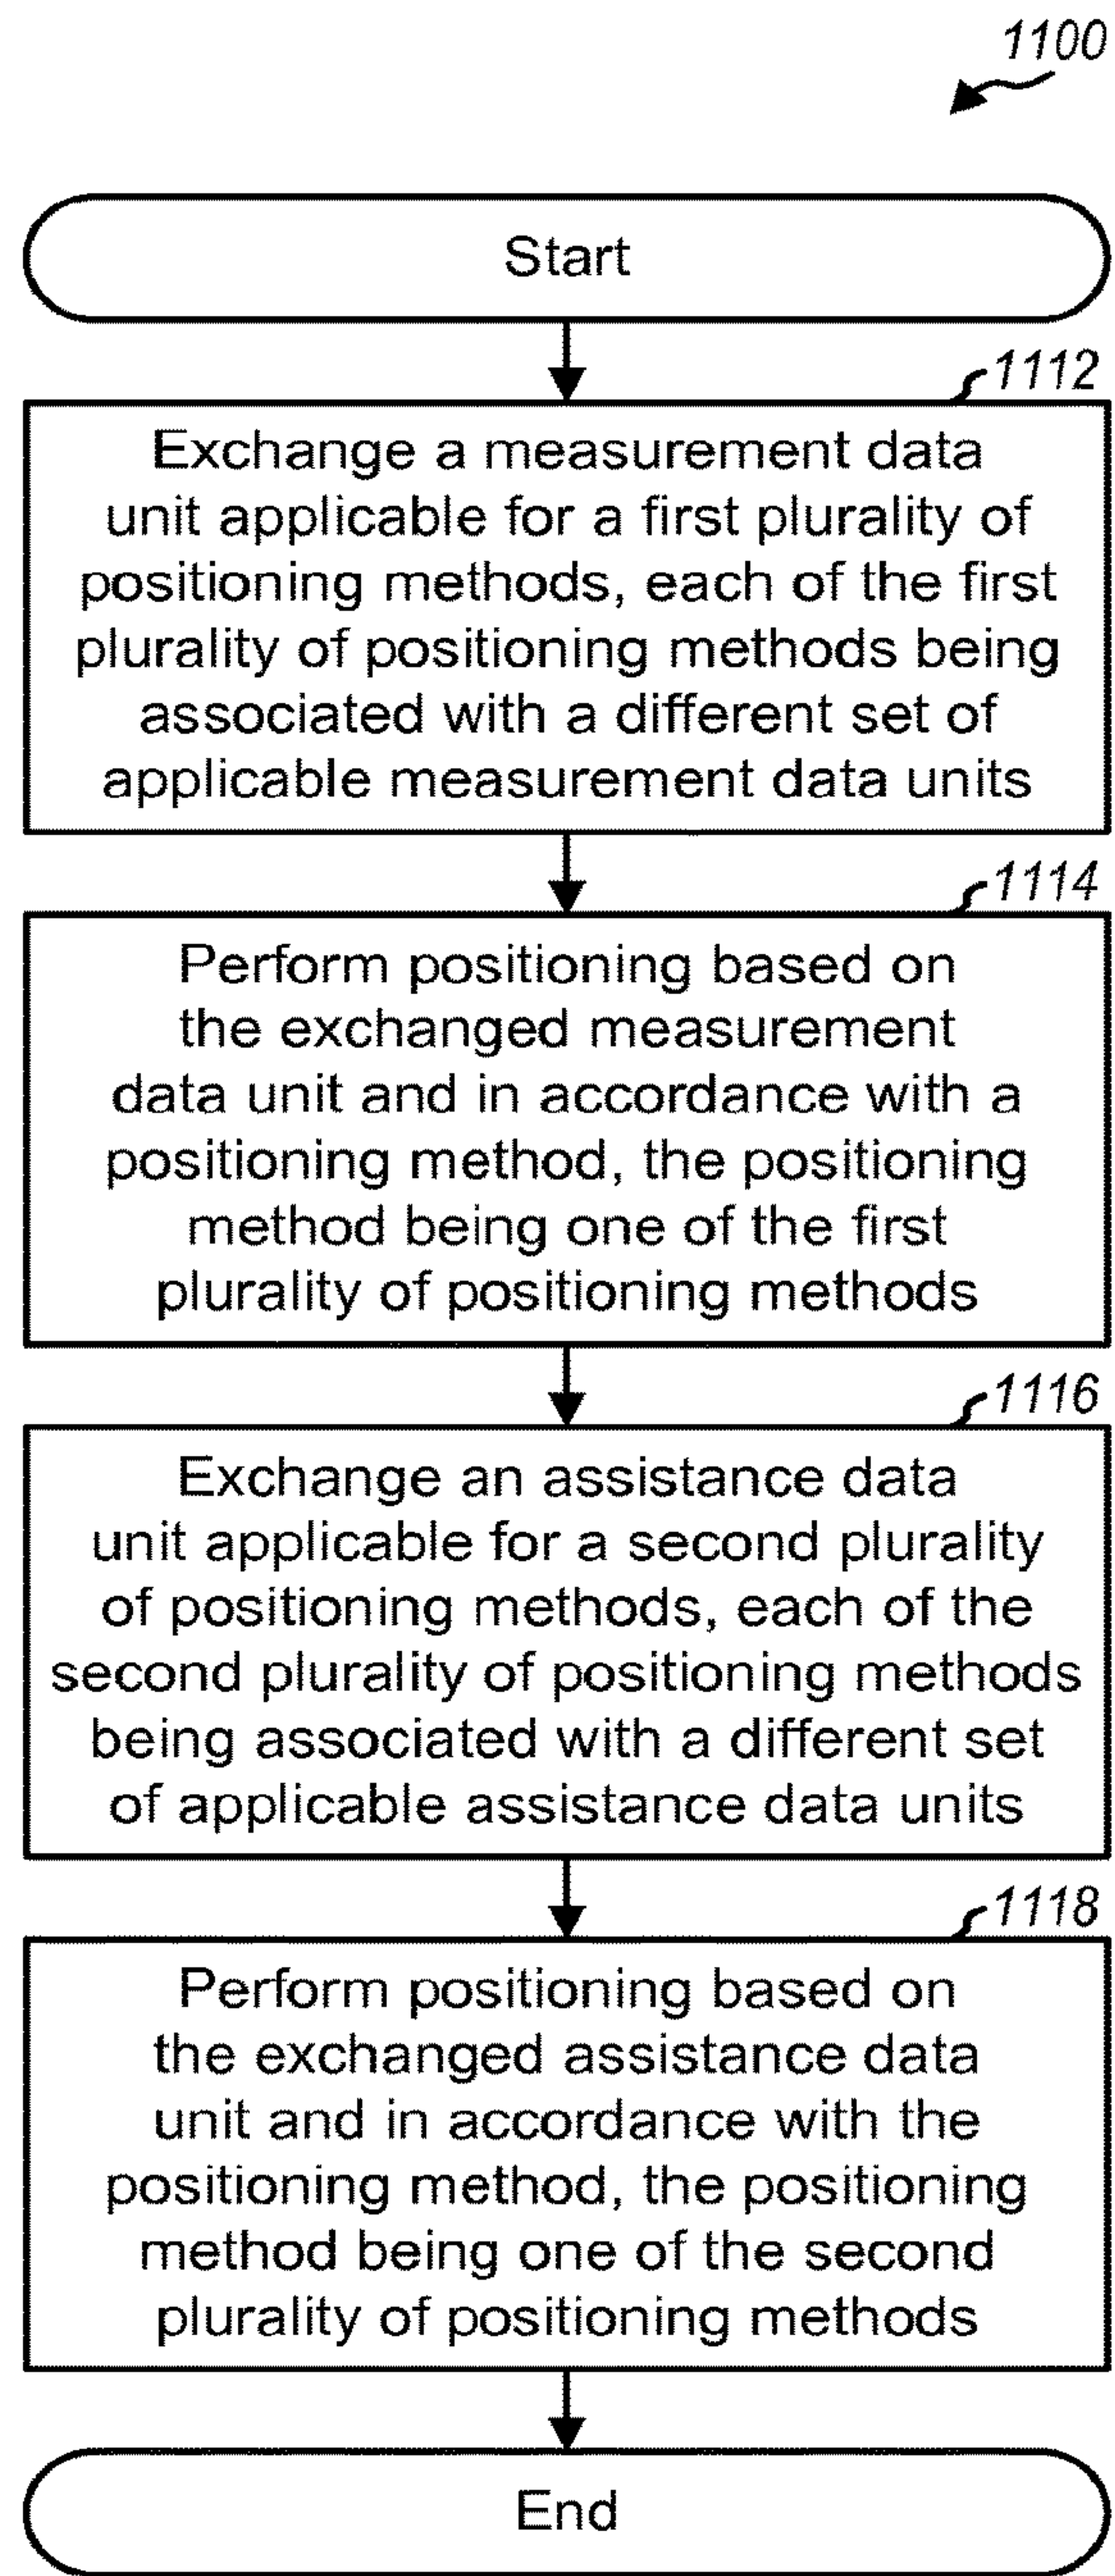 1100
Start
1112
Exchange a measurement data
unit applicable for a first plurality of
positioning methods, each of the first
plurality of positioning methods being
associated with a different set of
applicable measurement data units
1114
Perform positioning based on
the exchanged measurement
data unit and in accordance with a
positioning method, the positioning
method being one of the first
plurality of positioning methods
1116
Exchange an assistance data
unit applicable for a second plurality
of positioning methods, each of the
second plurality of positioning methods
being associated with a different set
of applicable assistance data units
1118
Perform positioning based on
the exchanged assistance data
unit and in accordance with the
positioning method, the positioning
method being one of the second
plurality of positioning methods
End